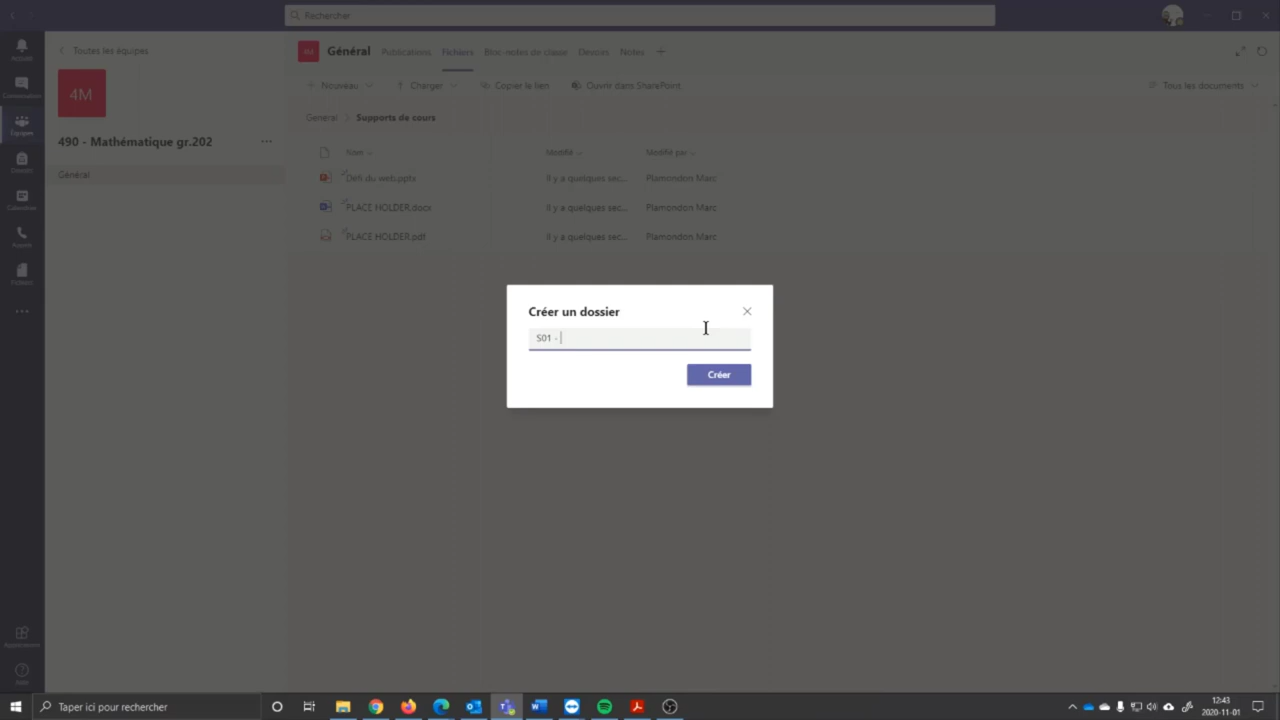 Rechercher
Toutes les équipes
4M
490 - Mathématique gr.202
...
Général
Général Publications Fichiers Bloc-notes de classe Devoirs Notes +
+ Nouveau Charger Copier le lien Ouvrir dans SharePoint Tous les documents
Général > Supports de cours
Nom Modifié Modifié par
Défi du web.pptx Il y a quelques sec... Plamondon Marc
PLACE HOLDER.docx Il y a quelques sec... Plamondon Marc
PLACE HOLDER.pdf Il y a quelques sec... Plamondon Marc
Créer un dossier
S01 -
Créer
Taper ici pour rechercher
12:43
2020-11-01